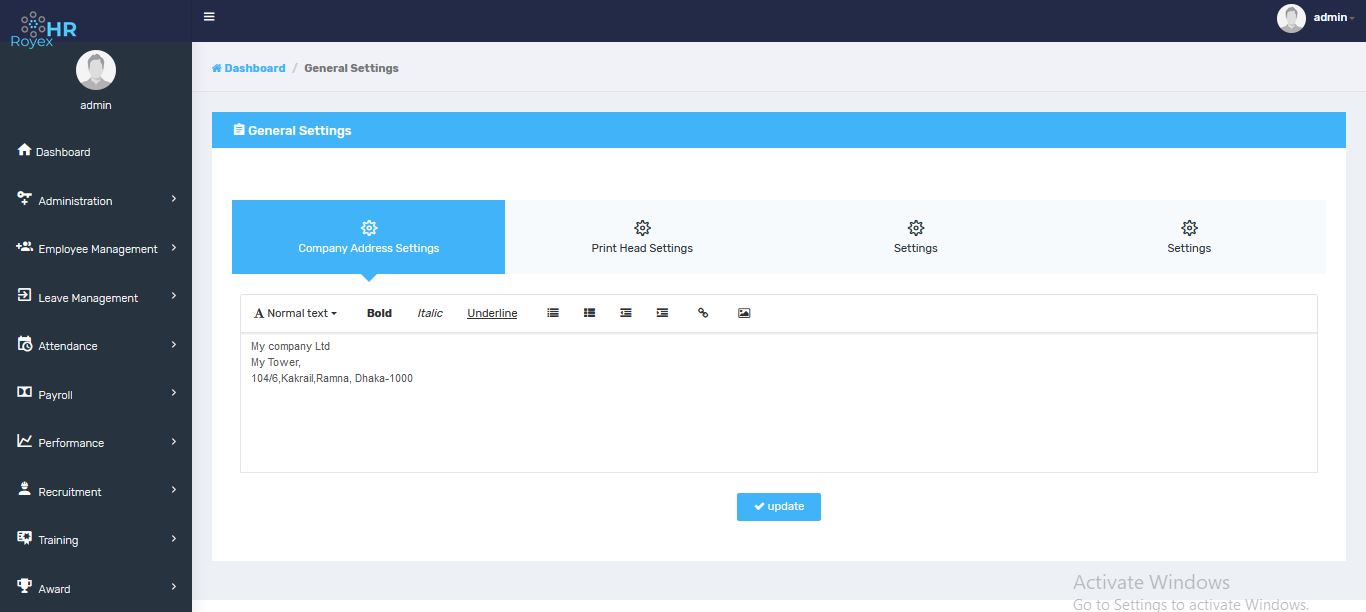 HR
Royex
admin
admin
Dashboard
Administration
Employee Management
Leave Management
Attendance
Payroll
Performance
Recruitment
Training
Award
Dashboard / General Settings
General Settings
Company Address Settings
Print Head Settings
Settings
Settings
A Normal text Bold Italic Underline
My company Ltd
My Tower,
104/6,Kakrail,Ramna, Dhaka-1000
update
Activate Windows
Go to Settings to activate Windows.